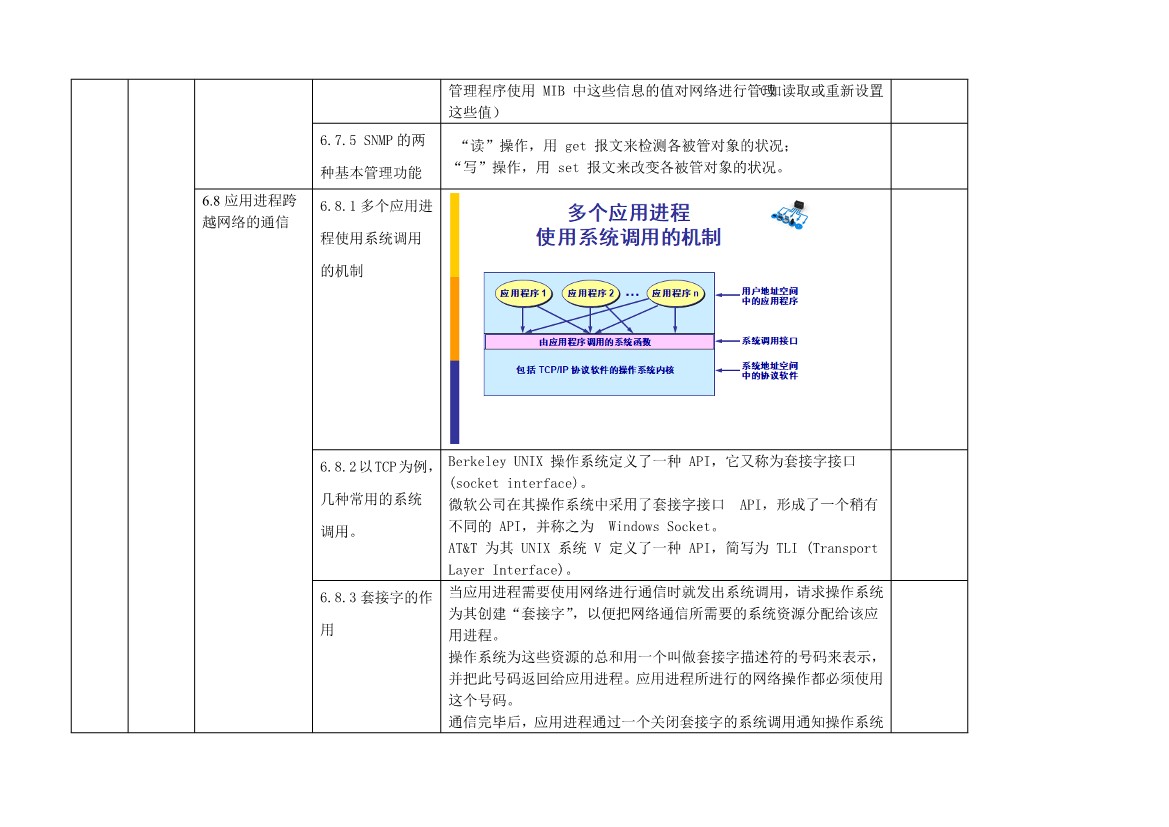 管理程序使用 MIB 中这些信息的值对网络进行管理（如读取或重新设置
这些值）
6.7.5 SNMP 的两
种基本管理功能
“读”操作，用 get 报文来检测各被管对象的状况；
“写”操作，用 set 报文来改变各被管对象的状况。
6.8 应用进程跨
越网络的通信
6.8.1 多个应用进
程使用系统调用
的机制
多个应用进程
使用系统调用的机制
应用程序 1
应用程序 2
…
应用程序 n
用户地址空间
中的应用程序
由应用程序调用的系统函数
系统调用接口
包括 TCP/IP 协议软件的操作系统内核
系统地址空间
中的协议软件
6.8.2 以 TCP 为例，
几种常用的系统
调用。
Berkeley UNIX 操作系统定义了一种 API，它又称为套接字接口
(socket interface)。
微软公司在其操作系统中采用了套接字接口 API，形成了一个稍有
不同的 API，并称之为 Windows Socket。
AT&T 为其 UNIX 系统 V 定义了一种 API，简写为 TLI (Transport
Layer Interface)。
6.8.3 套接字的作
用
当应用进程需要使用网络进行通信时就发出系统调用，请求操作系统
为其创建“套接字”，以便把网络通信所需要的系统资源分配给该应
用进程。
操作系统为这些资源的总和用一个叫做套接字描述符的号码来表示，
并把此号码返回给应用进程。应用进程所进行的网络操作都必须使用
这个号码。
通信完毕后，应用进程通过一个关闭套接字的系统调用通知操作系统